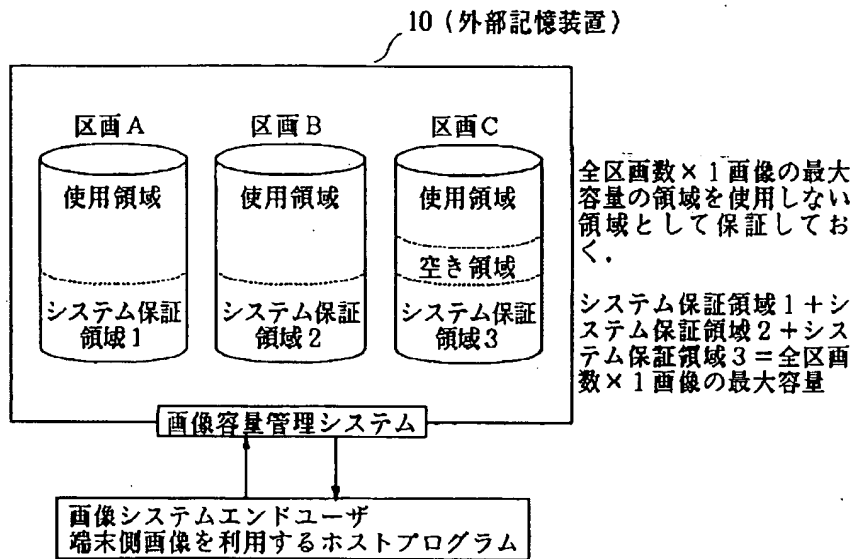 10（外部記憶装置）
区画A
区画B
区画C
使用領域
使用領域
使用領域
空き領域
システム保証
領域1
システム保証
領域2
システム保証
領域3
全区画数×1画像の最大
容量の領域を使用しない
領域として保証してお
く．
システム保証領域1＋シ
ステム保証領域2＋シス
テム保証領域3＝全区画
数×1画像の最大容量
画像容量管理システム
画像システムエンドユーザ
端末側画像を利用するホストプログラム